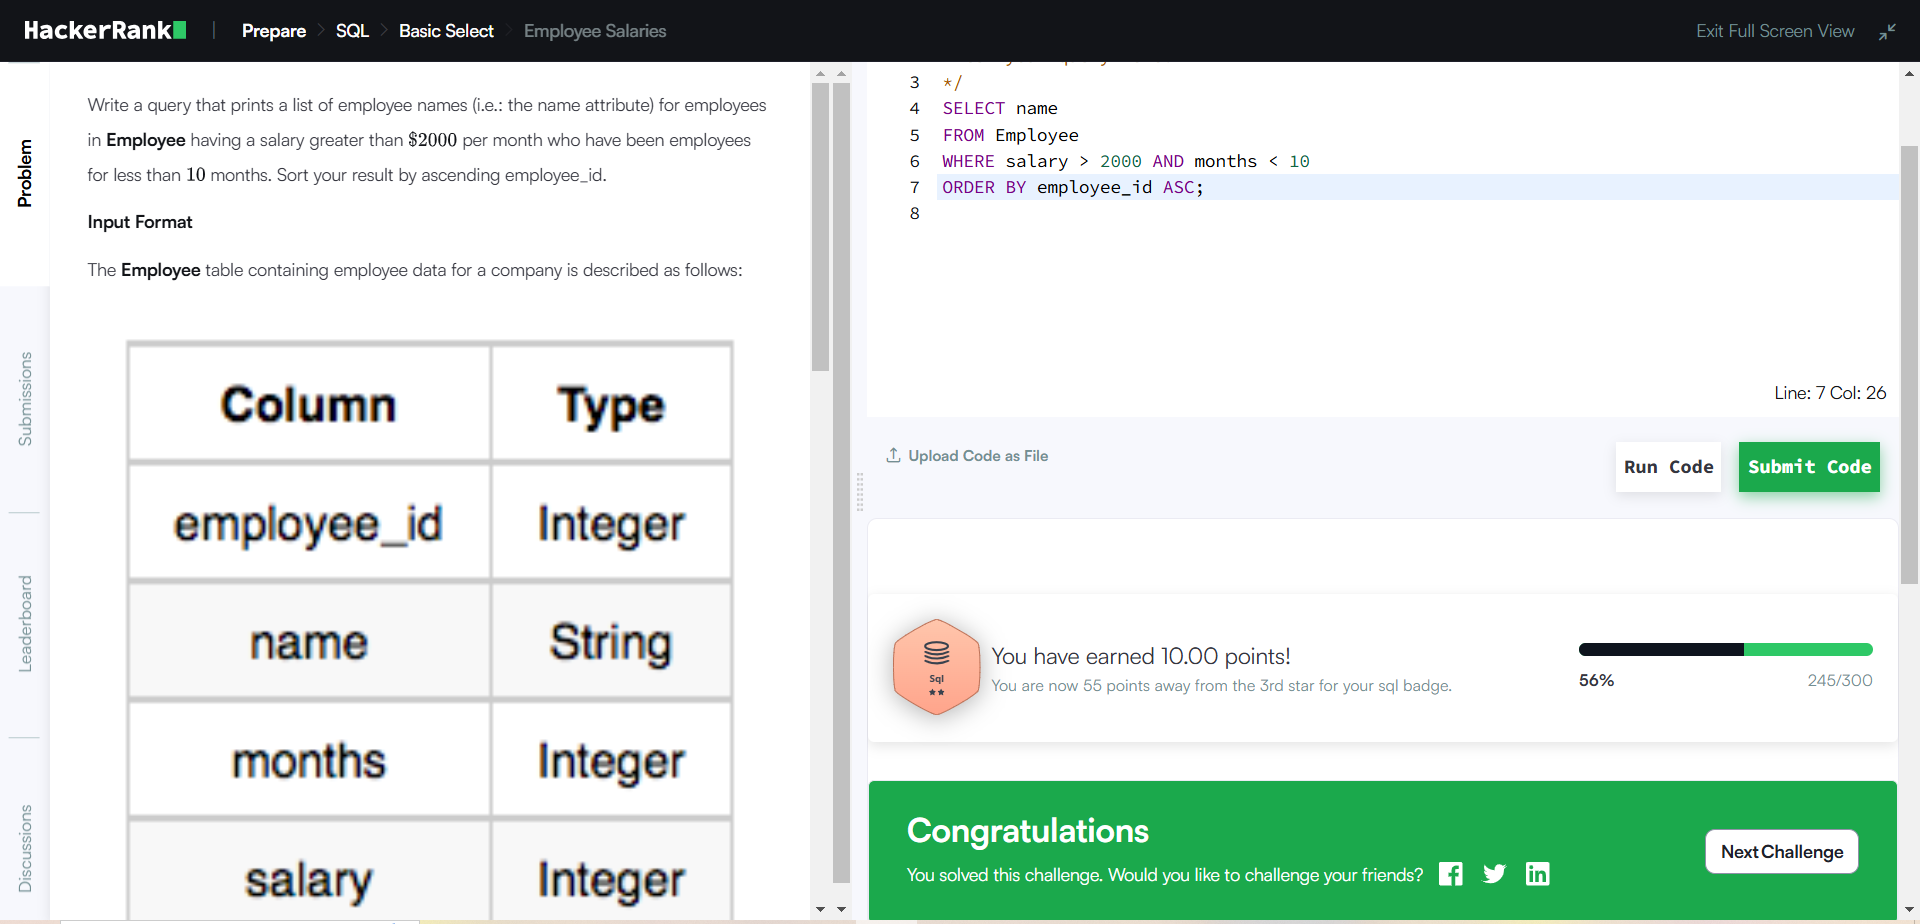 HackerRank | Prepare > SQL > Basic Select > Employee Salaries
Exit Full Screen View
Problem
Submissions
Leaderboard
Discussions
Write a query that prints a list of employee names (i.e.: the name attribute) for employees
in Employee having a salary greater than $2000 per month who have been employees
for less than 10 months. Sort your result by ascending employee_id.
Input Format
The Employee table containing employee data for a company is described as follows:
Column Type
employee_id Integer
name String
months Integer
salary Integer
3 */
4 SELECT name
5 FROM Employee
6 WHERE salary > 2000 AND months < 10
7 ORDER BY employee_id ASC;
8
Line: 7 Col: 26
Upload Code as File
Run Code
Submit Code
Sql
You have earned 10.00 points!
You are now 55 points away from the 3rd star for your sql badge.
56% 245/300
Congratulations
You solved this challenge. Would you like to challenge your friends?
Next Challenge